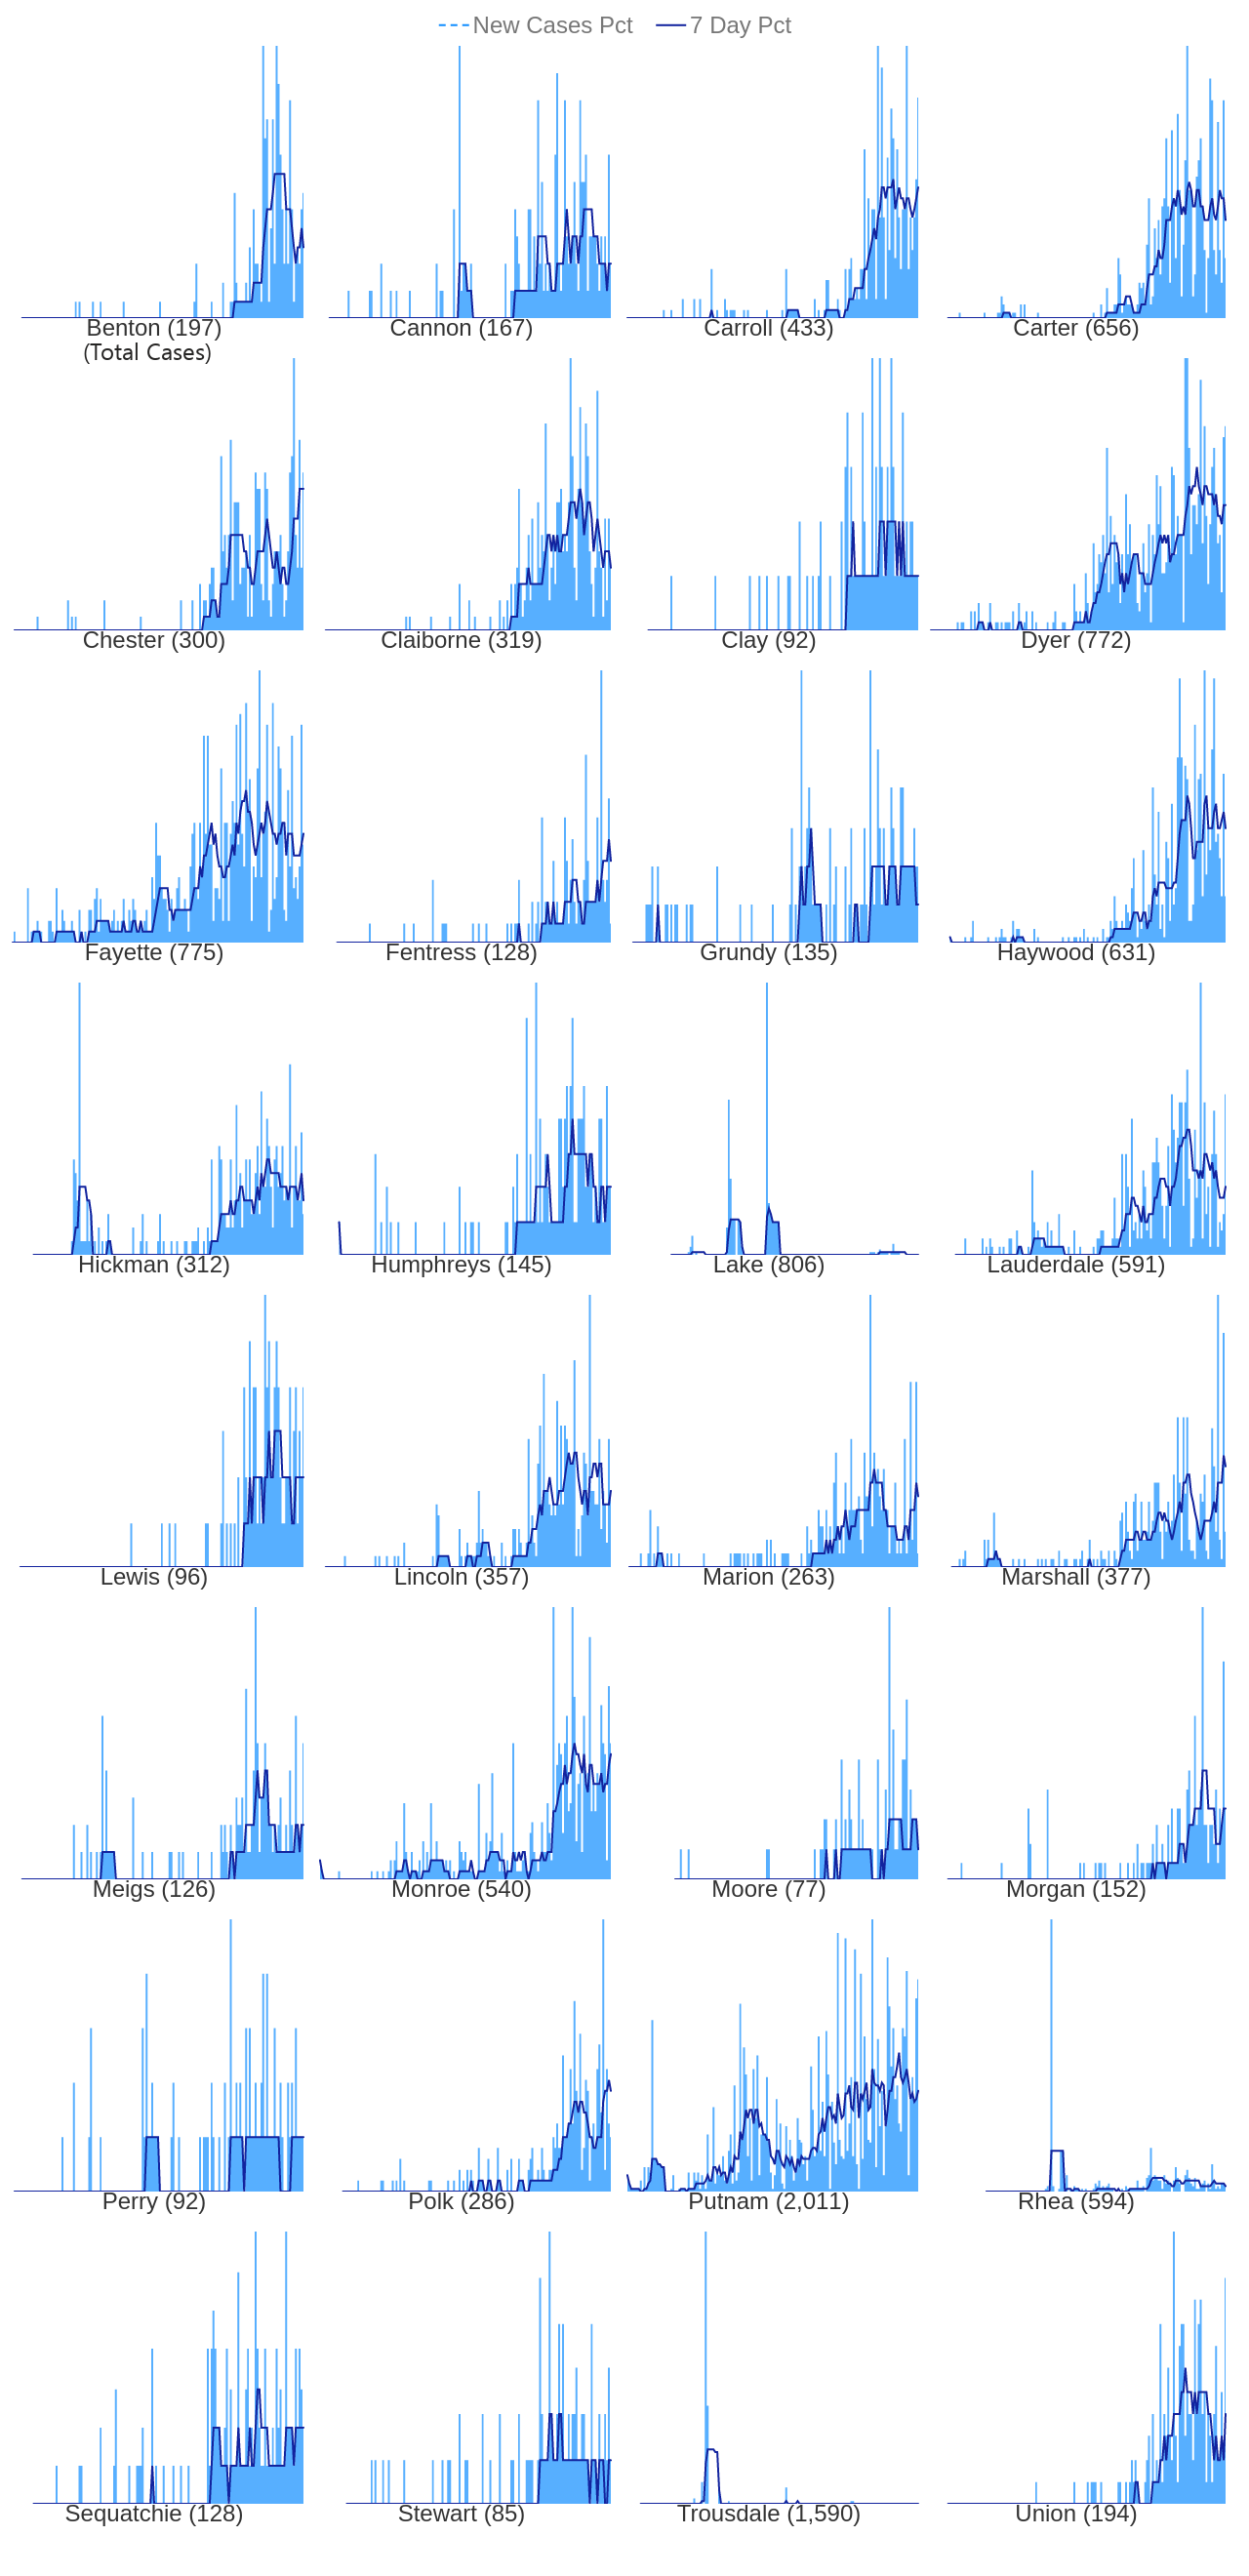 New Cases Pct 7 Day Pct
Benton (197) Cannon (167) Carroll (433) Carter (656)
(Total Cases)
Chester (300) Claiborne (319) Clay (92) Dyer (772)
Fayette (775) Fentress (128) Grundy (135) Haywood (631)
Hickman (312) Humphreys (145) Lake (806) Lauderdale (591)
Lewis (96) Lincoln (357) Marion (263) Marshall (377)
Meigs (126) Monroe (540) Moore (77) Morgan (152)
Perry (92) Polk (286) Putnam (2,011) Rhea (594)
Sequatchie (128) Stewart (85) Trousdale (1,590) Union (194)